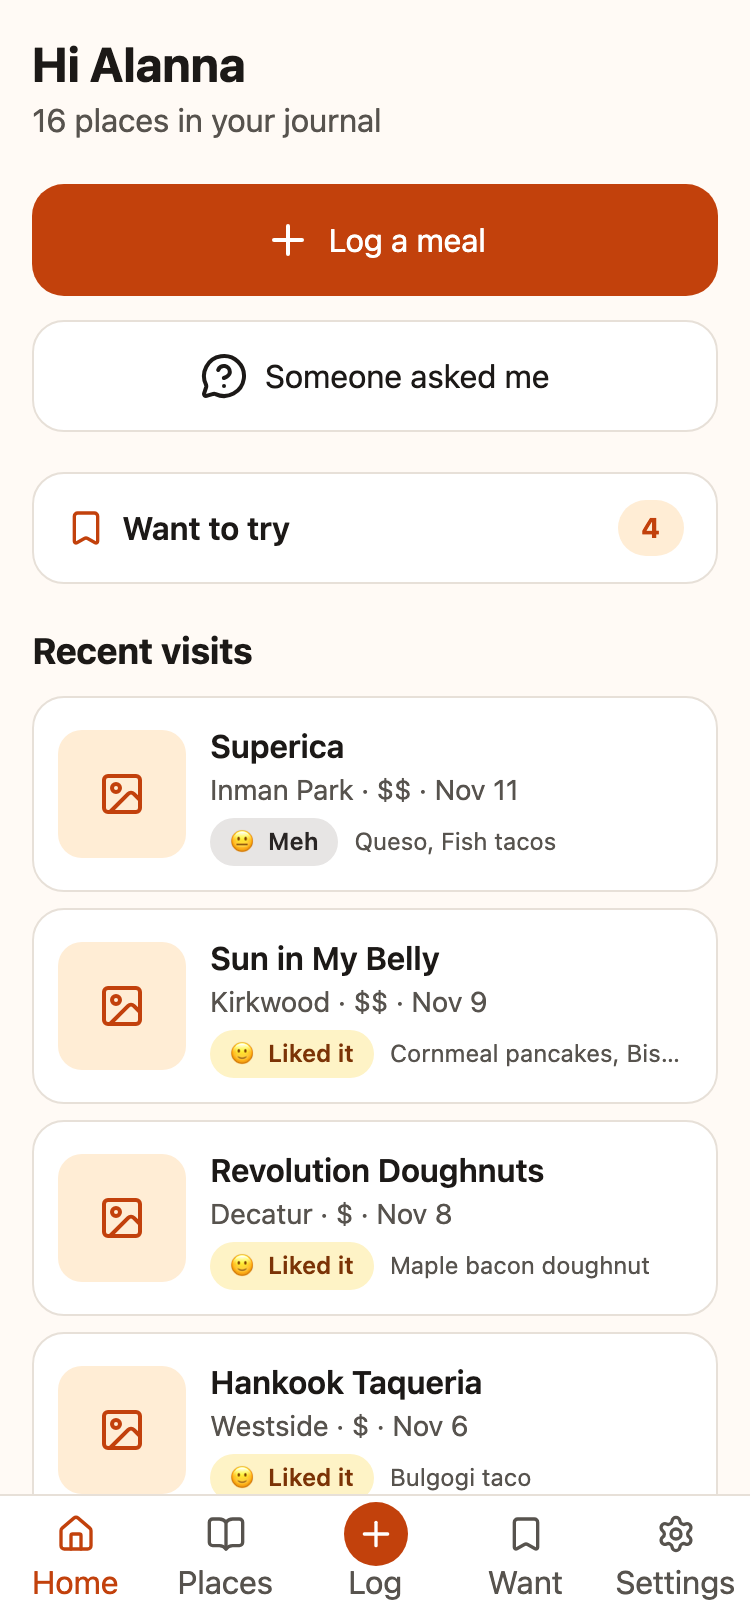 Hi Alanna
16 places in your journal
Log a meal
Someone asked me
Want to try
4
Recent visits
Superica
Inman Park · $$ · Nov 11
😐 Meh Queso, Fish tacos
Sun in My Belly
Kirkwood · $$ · Nov 9
🙂 Liked it Cornmeal pancakes, Bis...
Revolution Doughnuts
Decatur · $ · Nov 8
🙂 Liked it Maple bacon doughnut
Hankook Taqueria
Westside · $ · Nov 6
🙂 Liked it Bulgogi taco
Home Places Log Want Settings